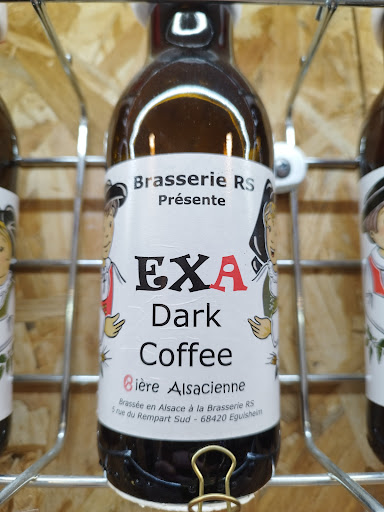 Brasserie RS
Présente
EXA
Dark
Coffee
Bière Alsacienne
Brassée en Alsace à la Brasserie RS
5 rue du Rempart Sud - 68420 Eguisheim